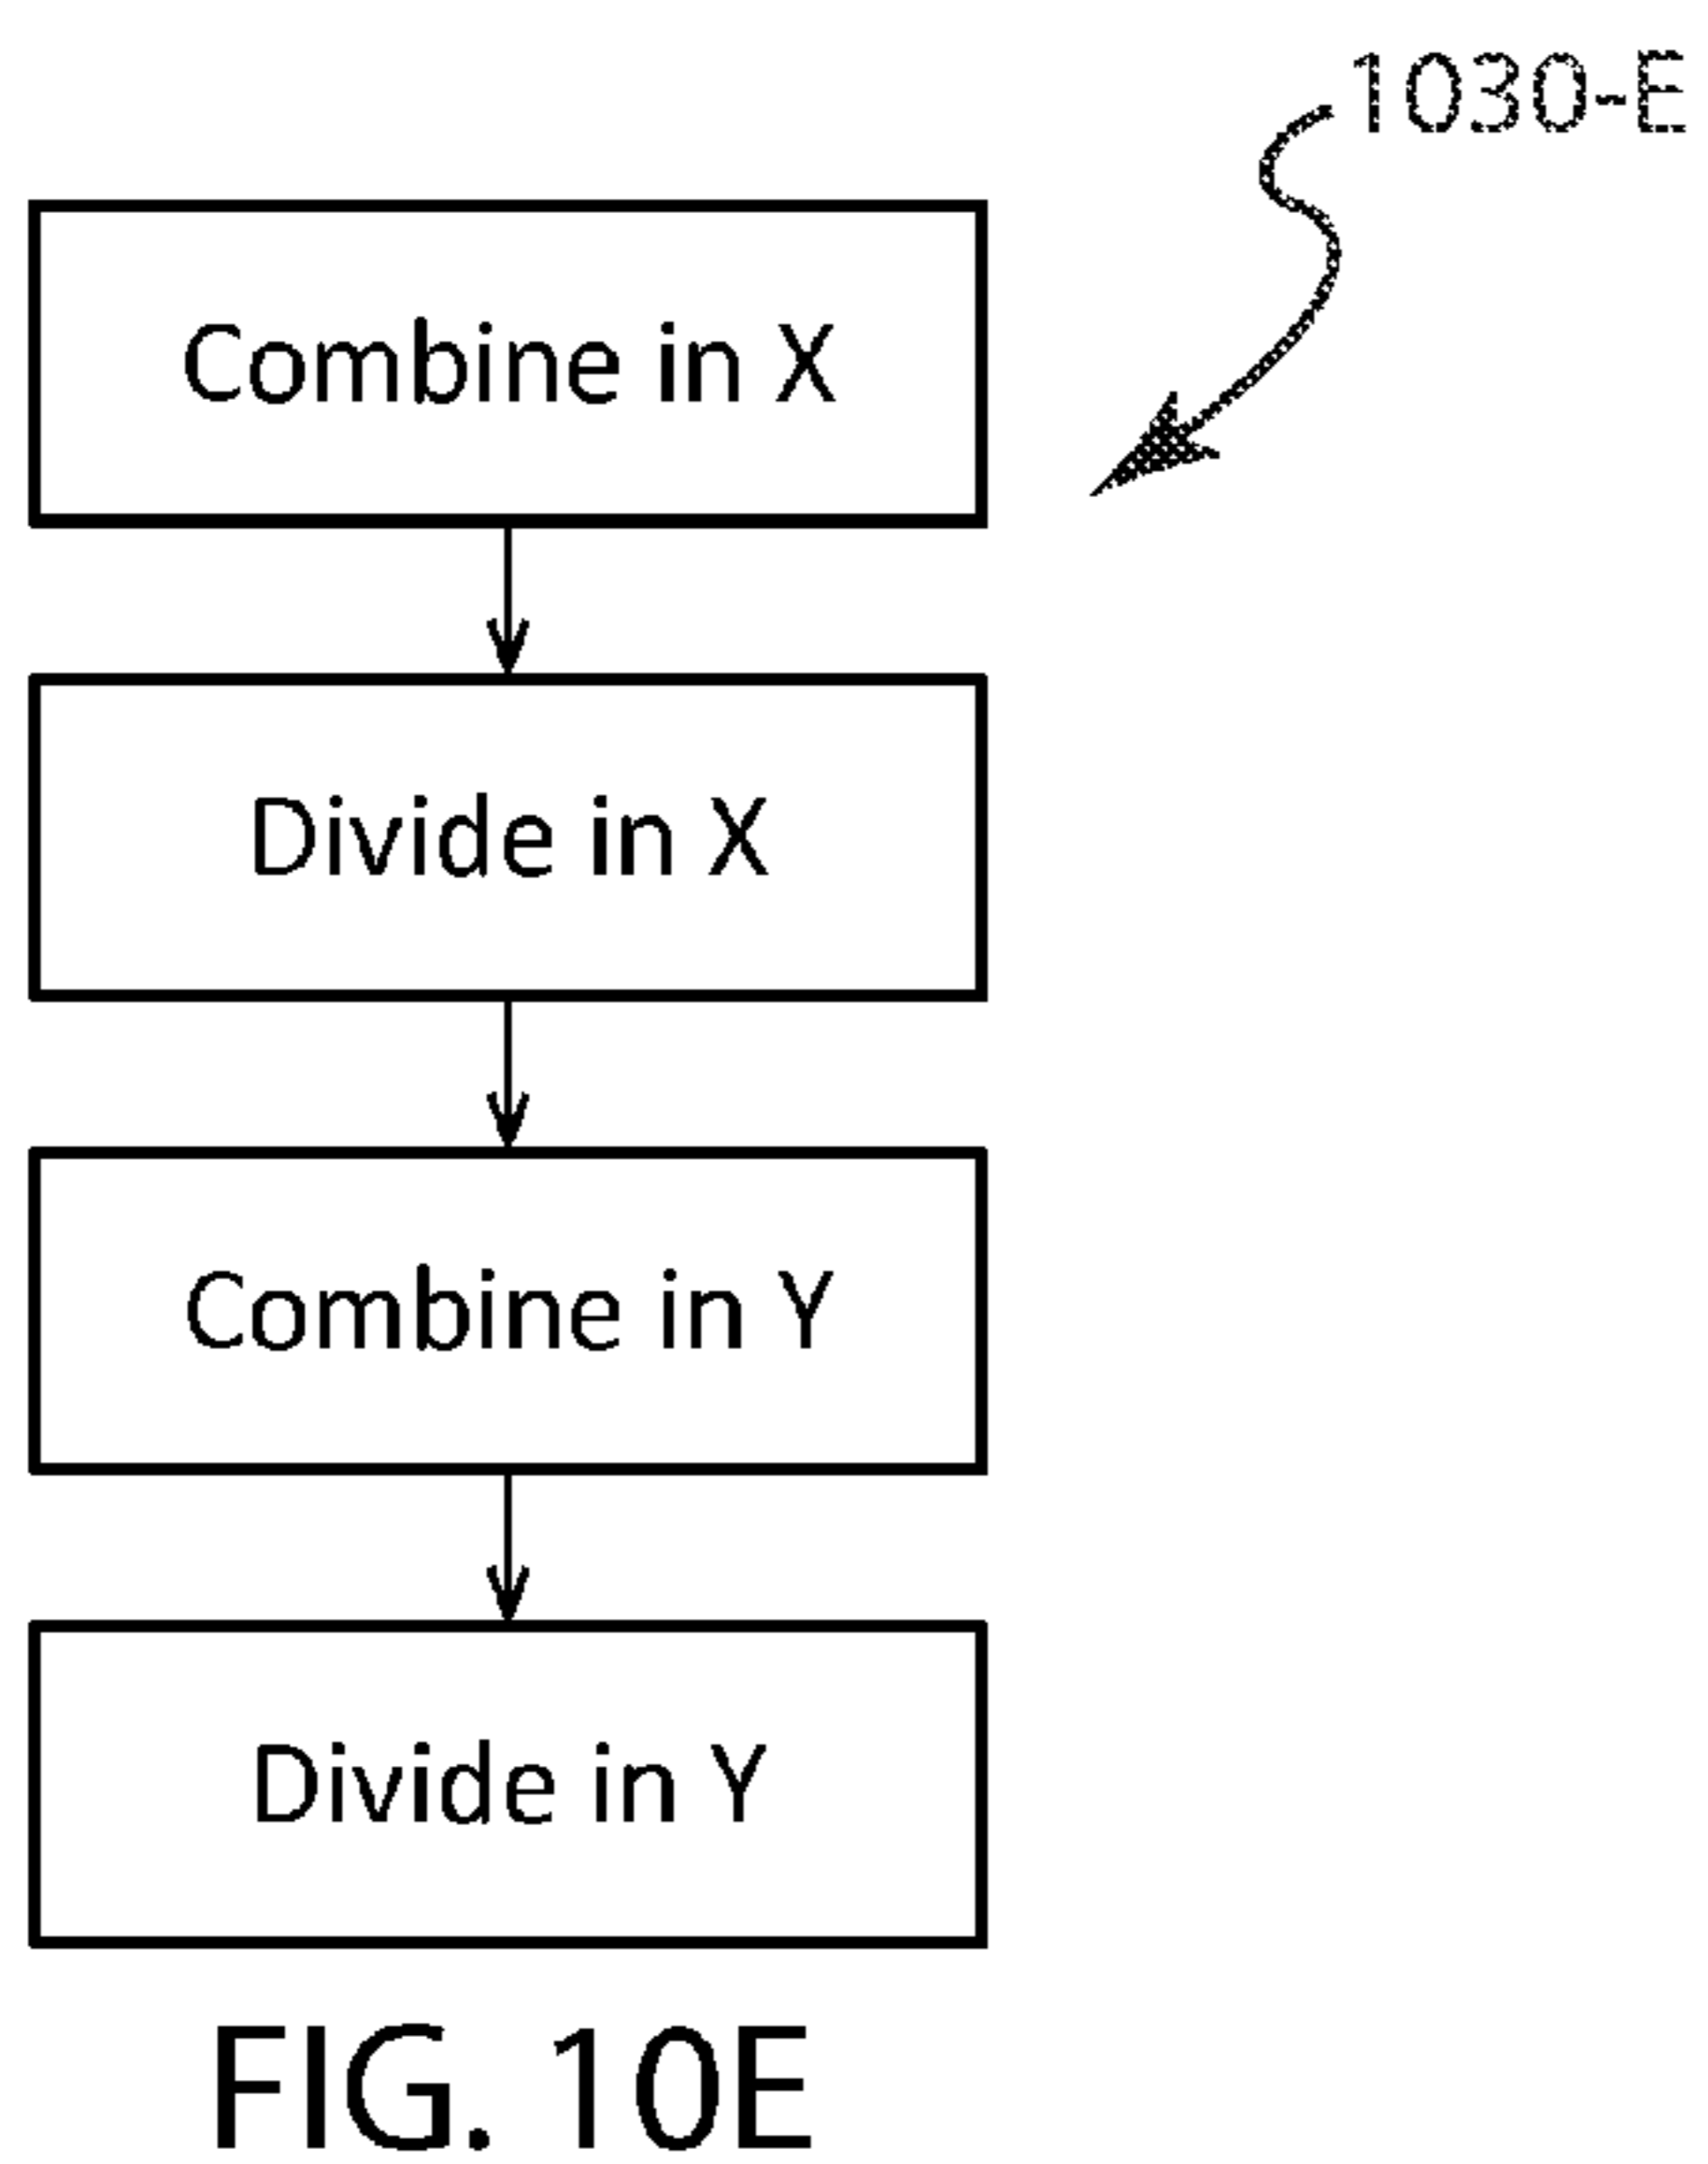 1030-E
Combine in X
Divide in X
Combine in Y
Divide in Y
FIG. 10E